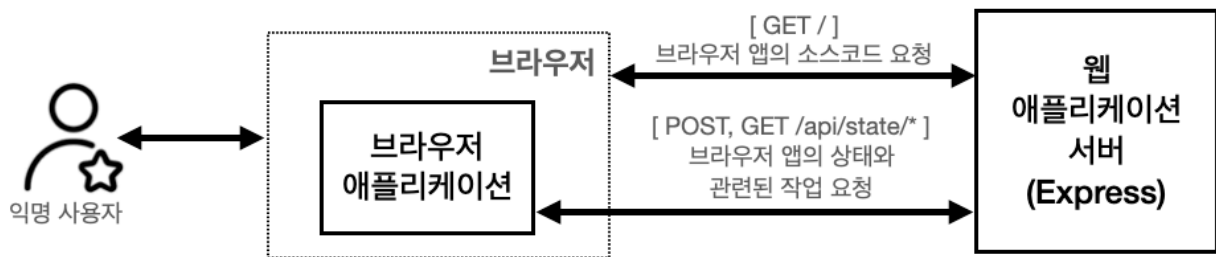 익명 사용자
브라우저
브라우저
애플리케이션
[ GET / ]
브라우저 앱의 소스코드 요청
[ POST, GET /api/state/* ]
브라우저 앱의 상태와
관련된 작업 요청
웹
애플리케이션
서버
(Express)